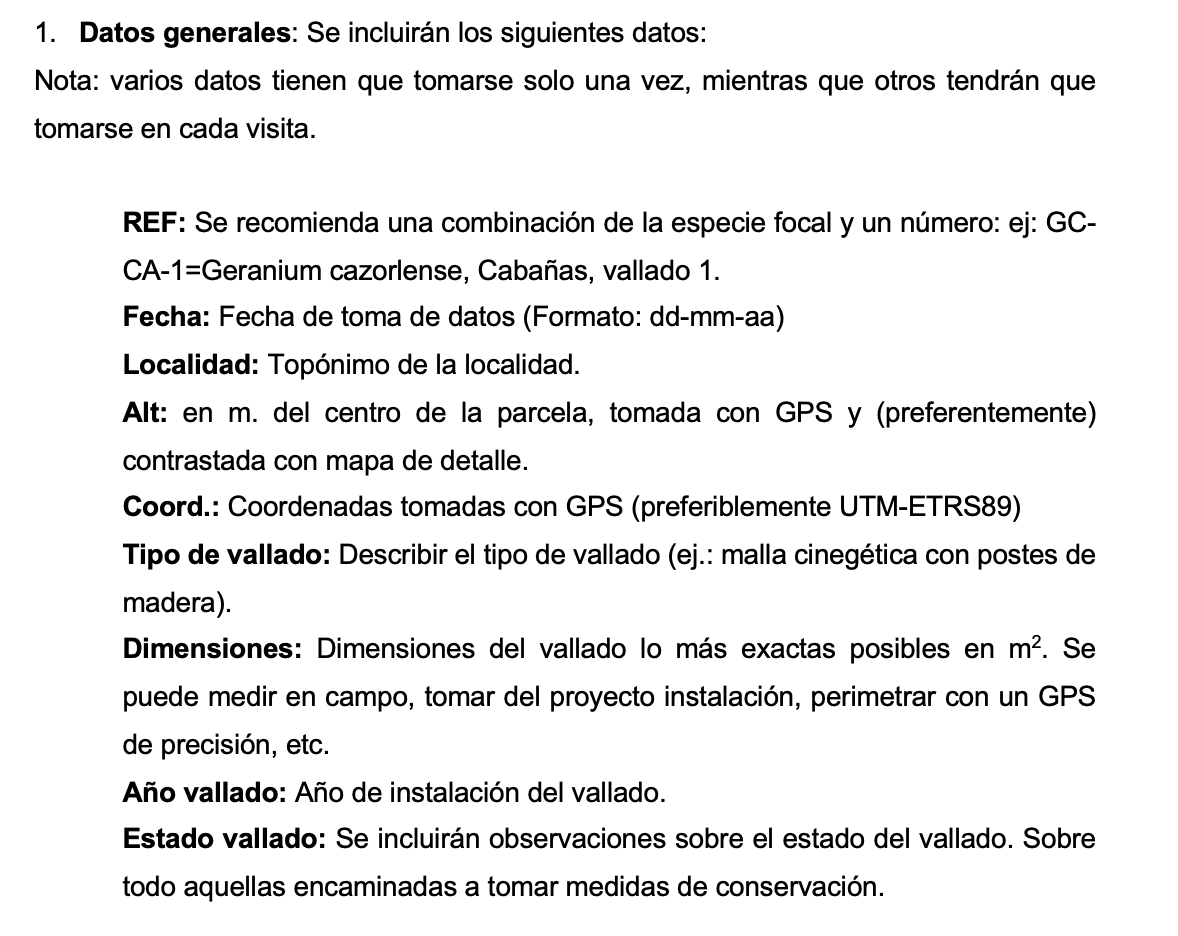 1. Datos generales: Se incluirán los siguientes datos:
Nota: varios datos tienen que tomarse solo una vez, mientras que otros tendrán que
tomarse en cada visita.
REF: Se recomienda una combinación de la especie focal y un número: ej: GC-
CA-1=Geranium cazorlense, Cabañas, vallado 1.
Fecha: Fecha de toma de datos (Formato: dd-mm-aa)
Localidad: Topónimo de la localidad.
Alt: en m. del centro de la parcela, tomada con GPS y (preferentemente)
contrastada con mapa de detalle.
Coord.: Coordenadas tomadas con GPS (preferiblemente UTM-ETRS89)
Tipo de vallado: Describir el tipo de vallado (ej.: malla cinegética con postes de
madera).
Dimensiones: Dimensiones del vallado lo más exactas posibles en m². Se
puede medir en campo, tomar del proyecto instalación, perimetrar con un GPS
de precisión, etc.
Año vallado: Año de instalación del vallado.
Estado vallado: Se incluirán observaciones sobre el estado del vallado. Sobre
todo aquellas encaminadas a tomar medidas de conservación.